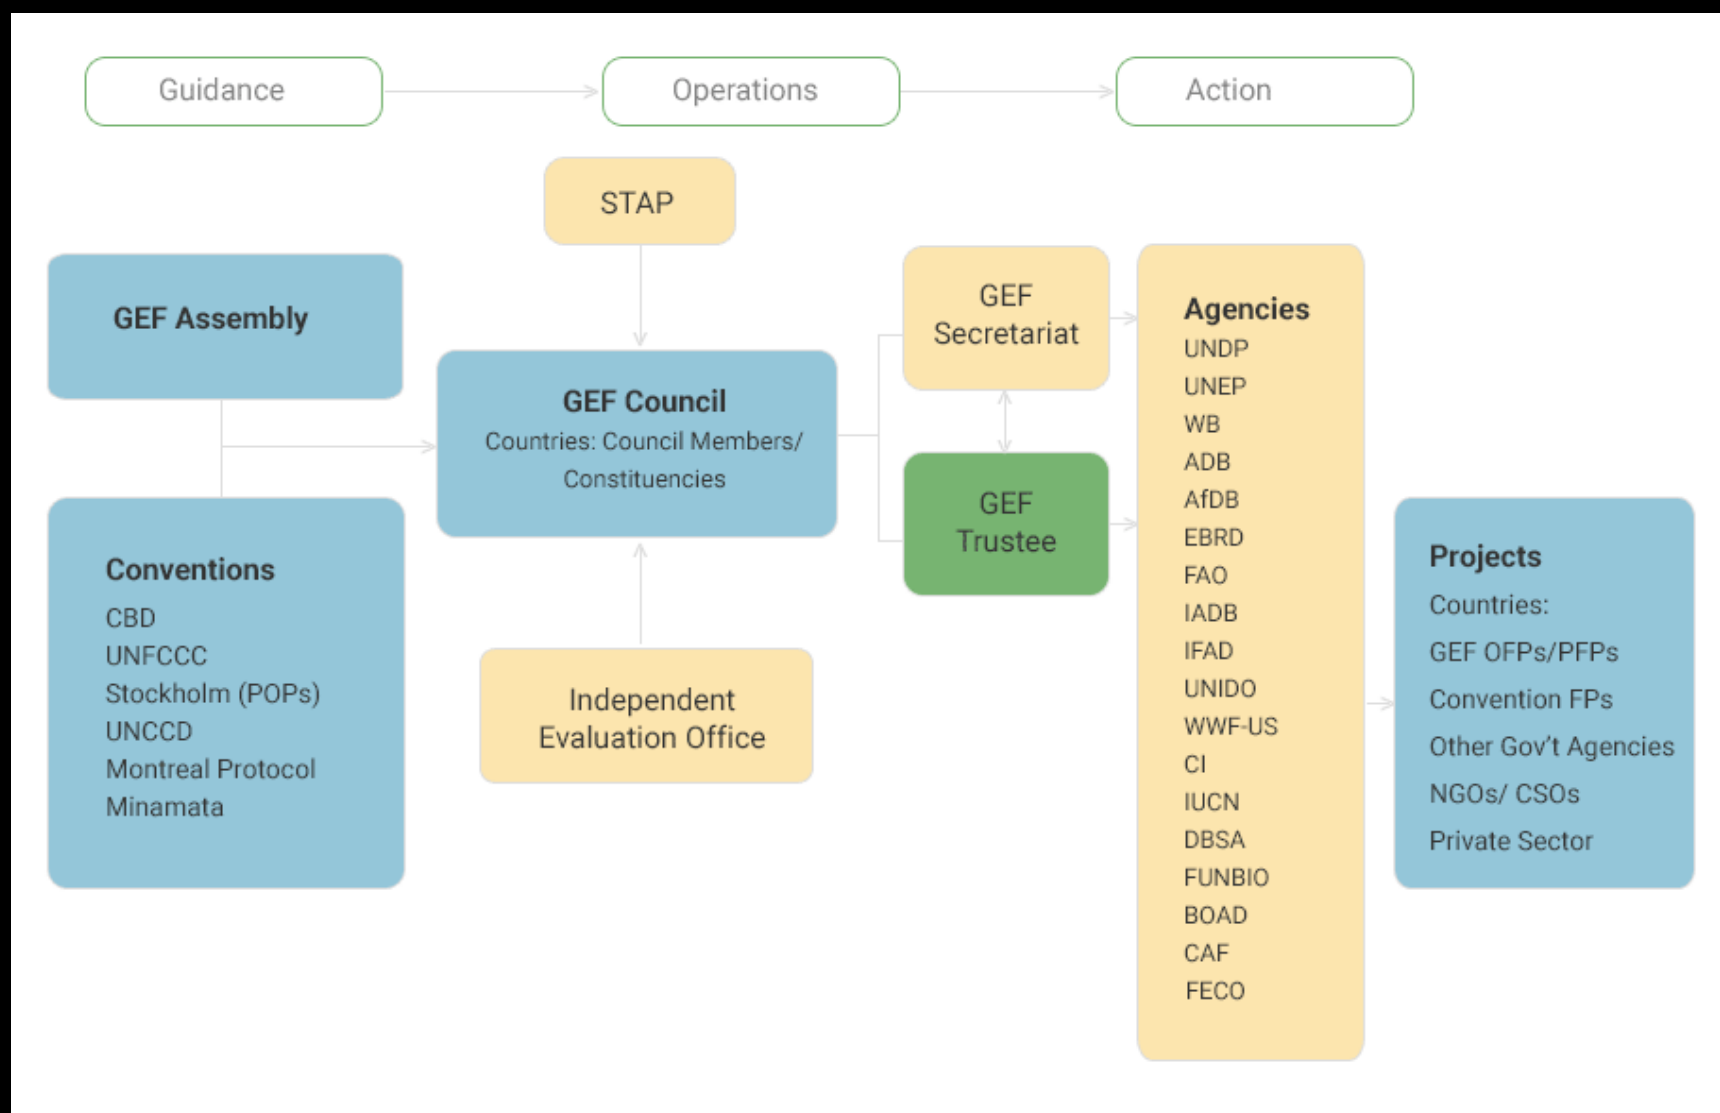 Guidance
Operations
Action
STAP
GEF Assembly
GEF Council
Countries: Council Members/
Constituencies
Conventions
CBD
UNFCCC
Stockholm (POPs)
UNCCD
Montreal Protocol
Minamata
Independent
Evaluation Office
GEF
Secretariat
GEF
Trustee
Agencies
UNDP
UNEP
WB
ADB
AfDB
EBRD
FAO
IADB
IFAD
UNIDO
WWF-US
CI
IUCN
DBSA
FUNBIO
BOAD
CAF
FECO
Projects
Countries:
GEF OFPs/PFPs
Convention FPs
Other Gov’t Agencies
NGOs/ CSOs
Private Sector